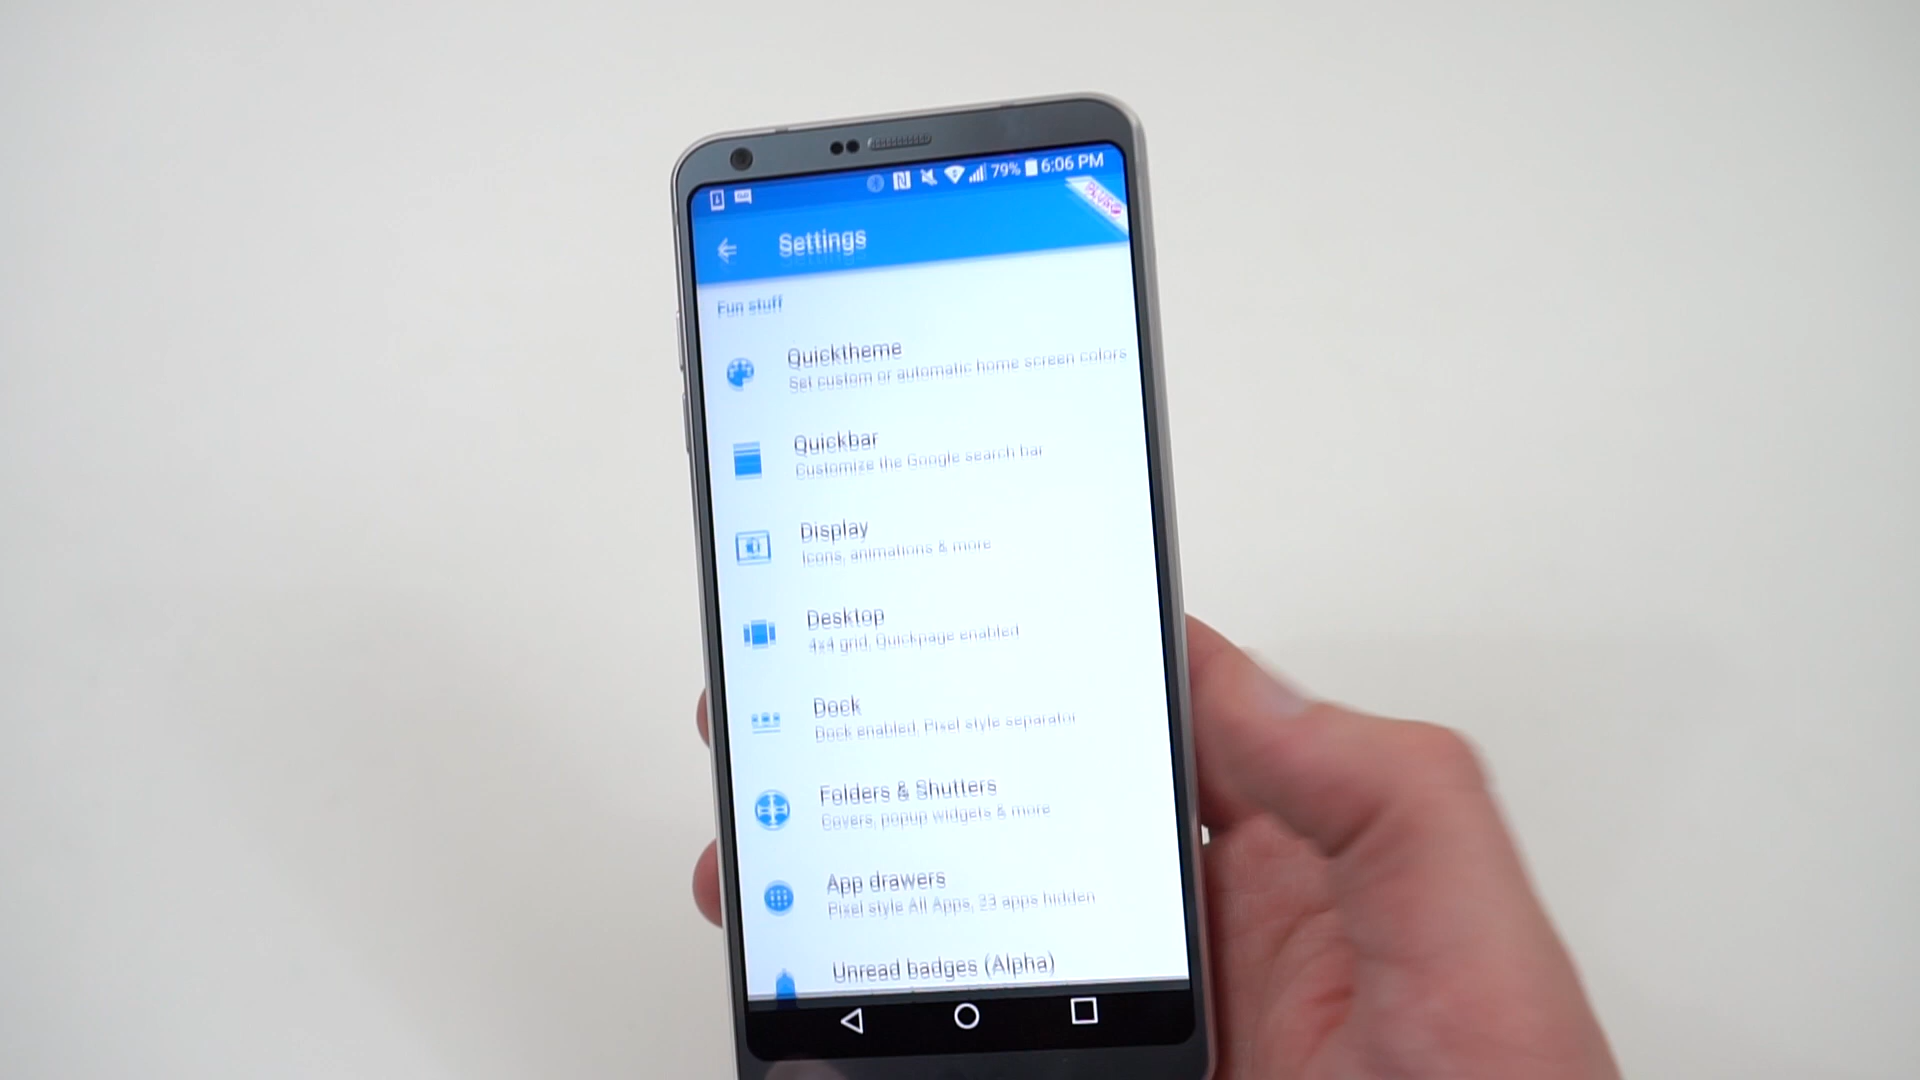 79% 6:06 PM
PLUS
Settings
Fun stuff
Quicktheme
Set custom or automatic home screen colors
Quickbar
Customize the Google search bar
Display
Icons, animations & more
Desktop
4x4 grid, Quickpage enabled
Dock
Dock enabled, Pixel style separator
Folders & Shutters
Covers, popup widgets & more
App drawers
Pixel style All Apps, 23 apps hidden
Unread badges (Alpha)